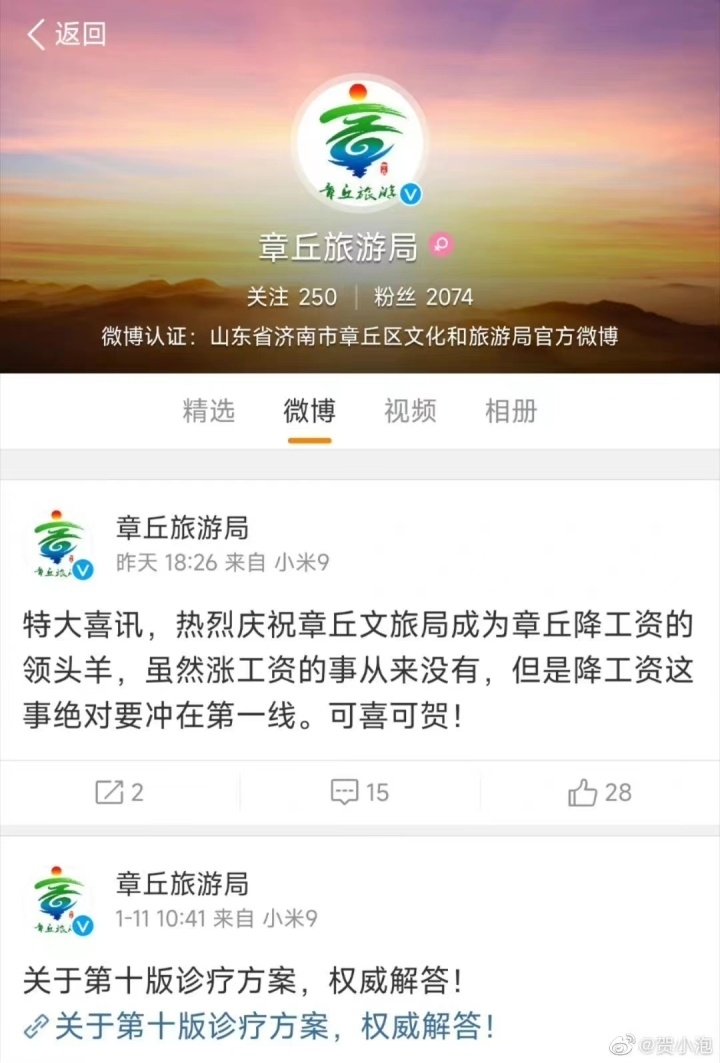 返回
章丘旅游
章丘旅游局
关注 250 粉丝 2074
微博认证：山东省济南市章丘区文化和旅游局官方微博
精选 微博 视频 相册
章丘旅游局
昨天 18:26 来自 小米9
特大喜讯，热烈庆祝章丘文旅局成为章丘降工资的
领头羊，虽然涨工资的事从来没有，但是降工资这
事绝对要冲在第一线。可喜可贺！
2 15 28
章丘旅游局
1-11 10:41 来自 小米9
关于第十版诊疗方案，权威解答！
关于第十版诊疗方案，权威解答！
@贺小泡